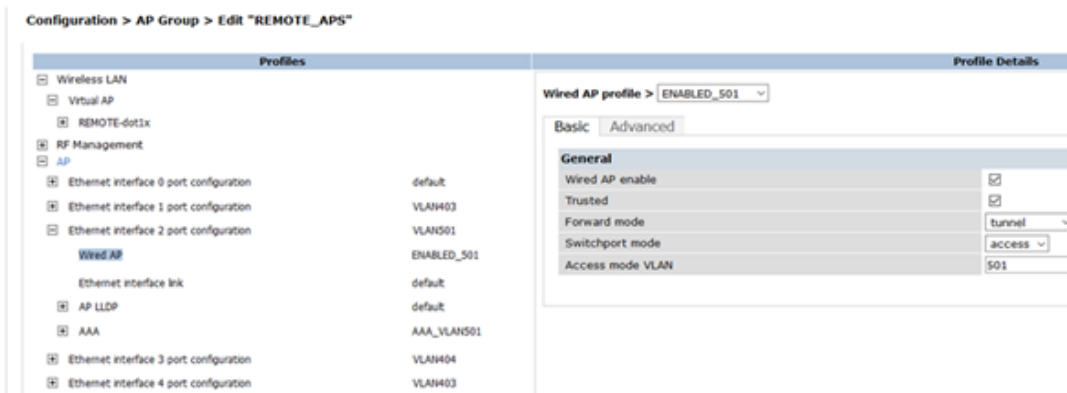 Configuration > AP Group > Edit "REMOTE_APS"
Profiles
Wireless LAN
Virtual AP
REMOTE-dot1x
RF Management
AP
Ethernet interface 0 port configuration default
Ethernet interface 1 port configuration VLAN403
Ethernet interface 2 port configuration VLAN501
Wired AP ENABLED_501
Ethernet interface link default
AP LLDP default
AAA AAA_VLAN501
Ethernet interface 3 port configuration VLAN404
Ethernet interface 4 port configuration VLAN403
Profile Details
Wired AP profile > ENABLED_501
Basic Advanced
General
Wired AP enable
Trusted
Forward mode tunnel
Switchport mode access
Access mode VLAN 501